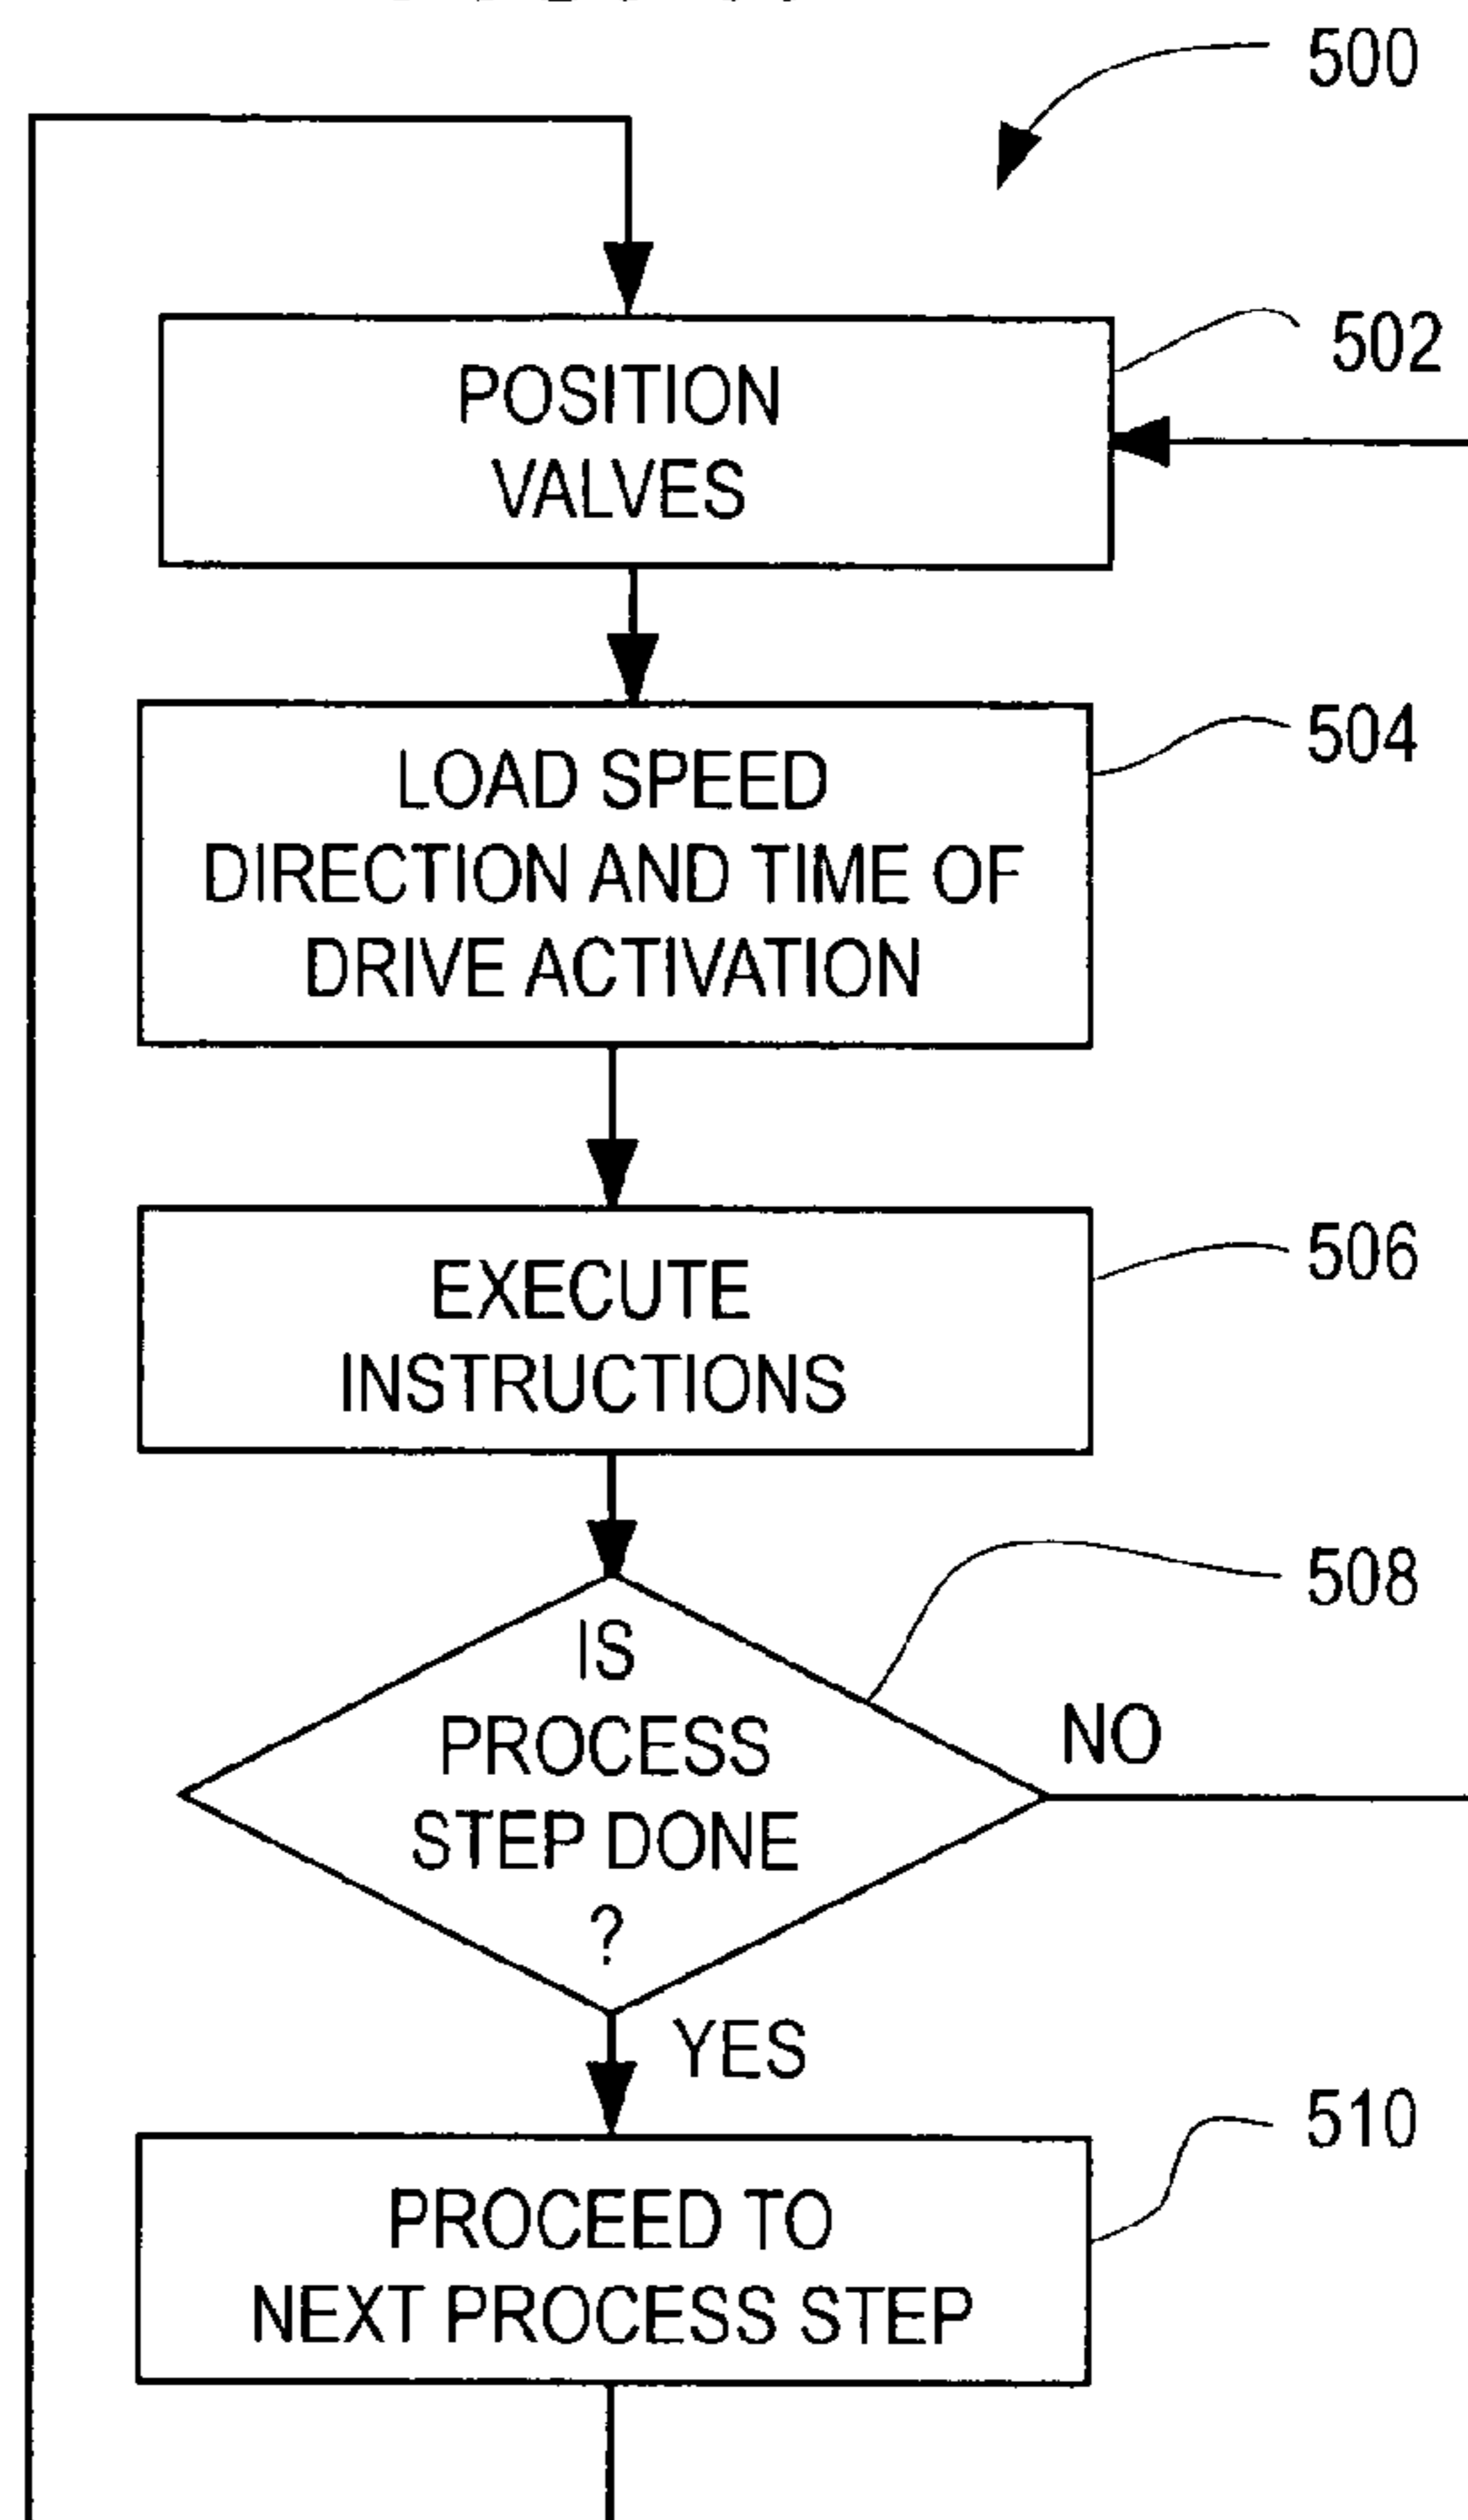 500
502
POSITION
VALVES
504
LOAD SPEED
DIRECTION AND TIME OF
DRIVE ACTIVATION
506
EXECUTE
INSTRUCTIONS
508
IS
PROCESS
STEP DONE
?
NO
YES
510
PROCEED TO
NEXT PROCESS STEP